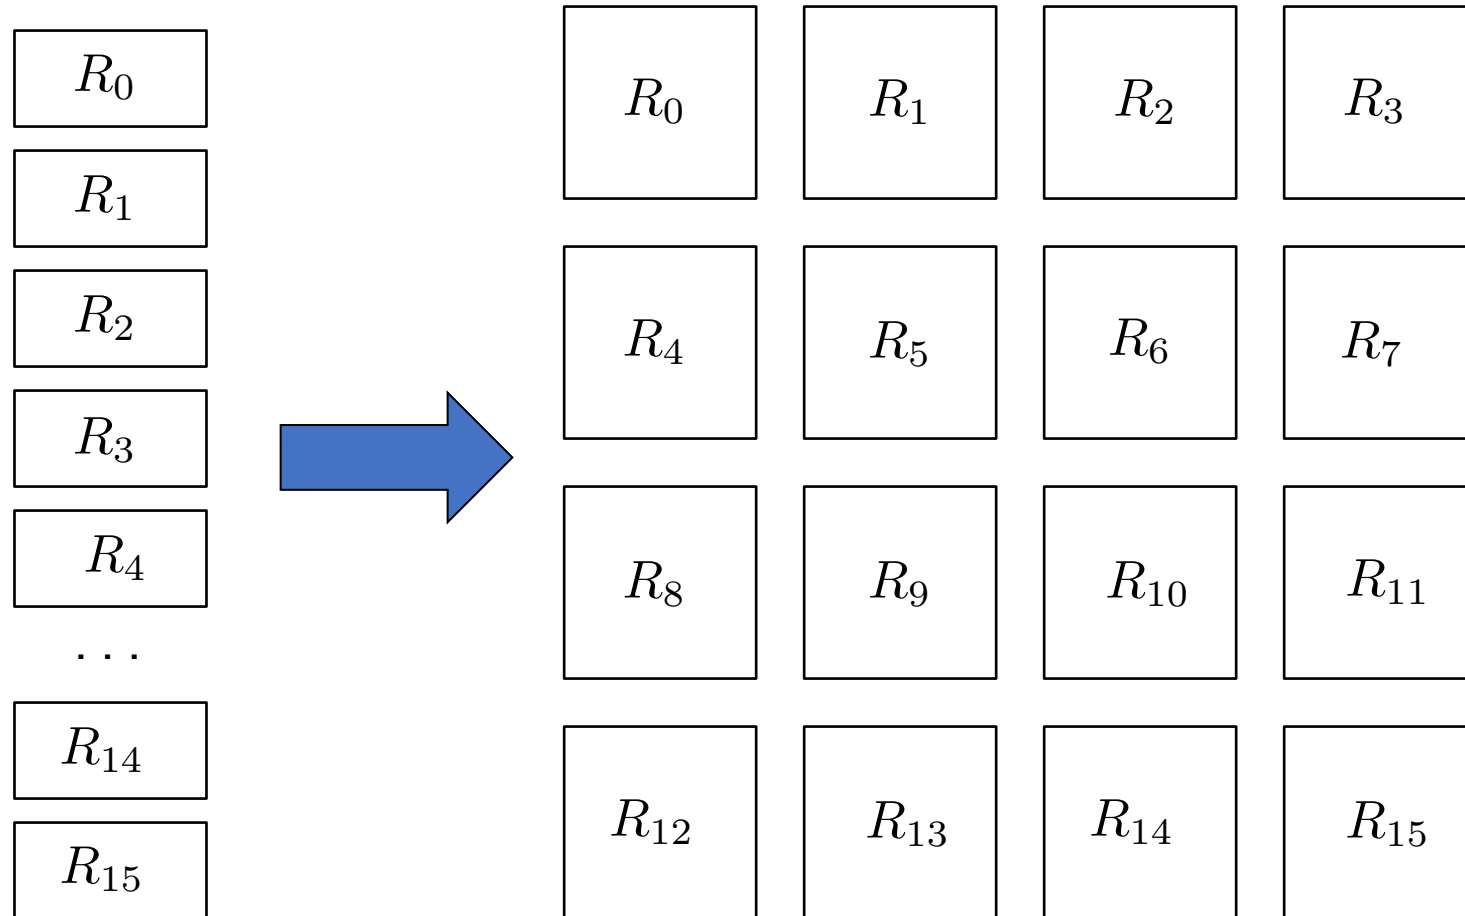 R₀
R₁
R₂
R₃
R₄
...
R₁₄
R₁₅
R₀ R₁ R₂ R₃
R₄ R₅ R₆ R₇
R₈ R₉ R₁₀ R₁₁
R₁₂ R₁₃ R₁₄ R₁₅